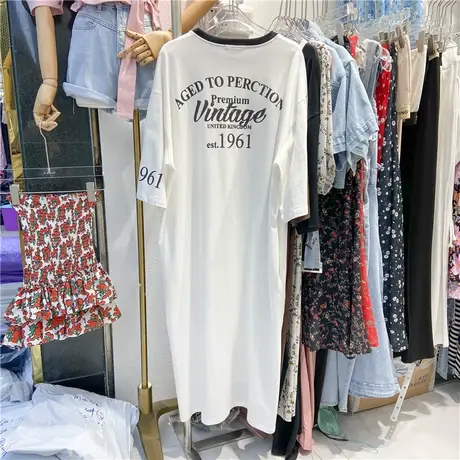 AGED TO PERCTION
Premium
Vintage
UNITED KINGDOM
est.1961
961